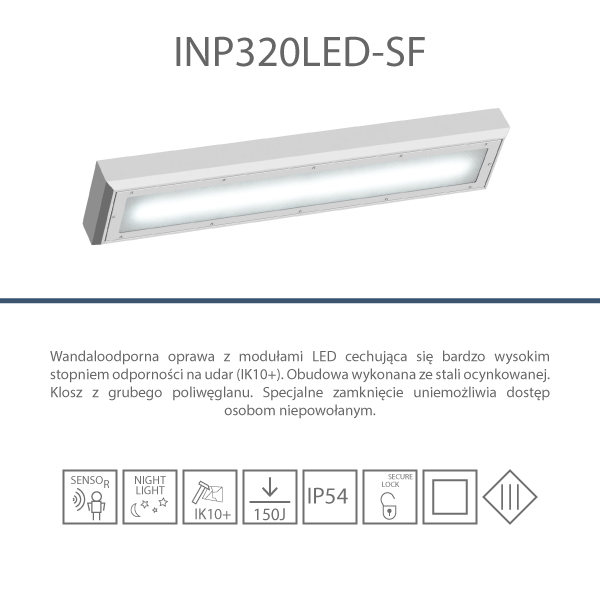 INP320LED-SF
Wandaloodporna oprawa z modułami LED cechująca się bardzo wysokim
stopniem odporności na udar (IK10+). Obudowa wykonana ze stali ocynkowanej.
Klosz z grubego poliwęglanu. Specjalne zamknięcie uniemożliwia dostęp
osobom niepowołanym.
SENSOR
NIGHT
LIGHT
IK10+
150J
IP54
SECURE
LOCK